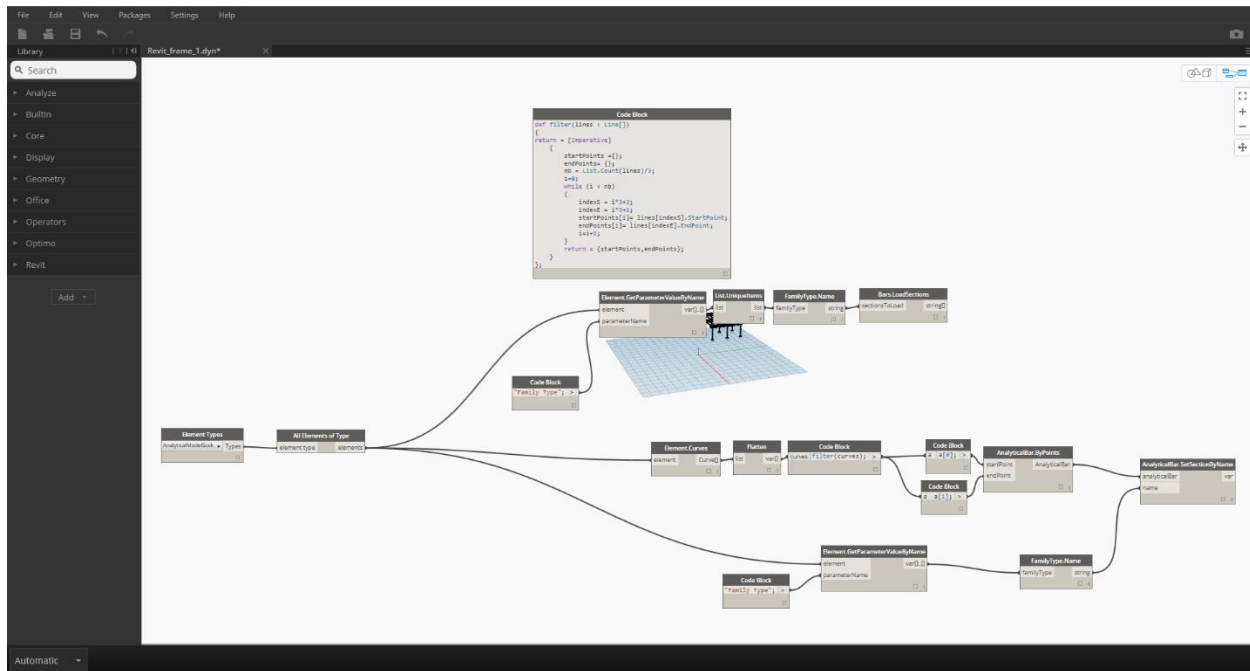 File Edit View Packages Settings Help
Library
Revit_frame_1.dyn*
Search
Analyze
BuiltIn
Core
Display
Geometry
Office
Operators
Optimo
Revit
Add
Code Block
def filter(lines : Line[])
{
return = [Imperative]
{
startPoints ={};
endPoints= {};
nb = List.Count(lines)/3;
i=0;
while (i < nb)
{
indexS = i*3+2;
indexE = i*3+1;
startPoints[i]= lines[indexS].StartPoint;
endPoints[i]= lines[indexE].EndPoint;
i=i+1;
}
return = {startPoints,endPoints};
}
};
Element.GetParameterValueByName
element var[]..[]
parameterName
List.UniqueItems
list list
FamilyType.Name
familyType string
Bars.LoadSections
sectionsToLoad string[]
Code Block
"Family Type"; >
Element Types
Types
All Elements of Type
element type elements
Element.Curves
element Curve[]
Flatten
list var[]
Code Block
curves filter(curves); >
Code Block
a a[0]; >
Code Block
a a[1]; >
AnalyticalBar.ByPoints
startPoint AnalyticalBar
endPoint
AnalyticalBar.SetSectionByName
analyticalBar var
name
Element.GetParameterValueByName
element var[]..[]
parameterName
Code Block
"Family Type"; >
FamilyType.Name
familyType string
Automatic